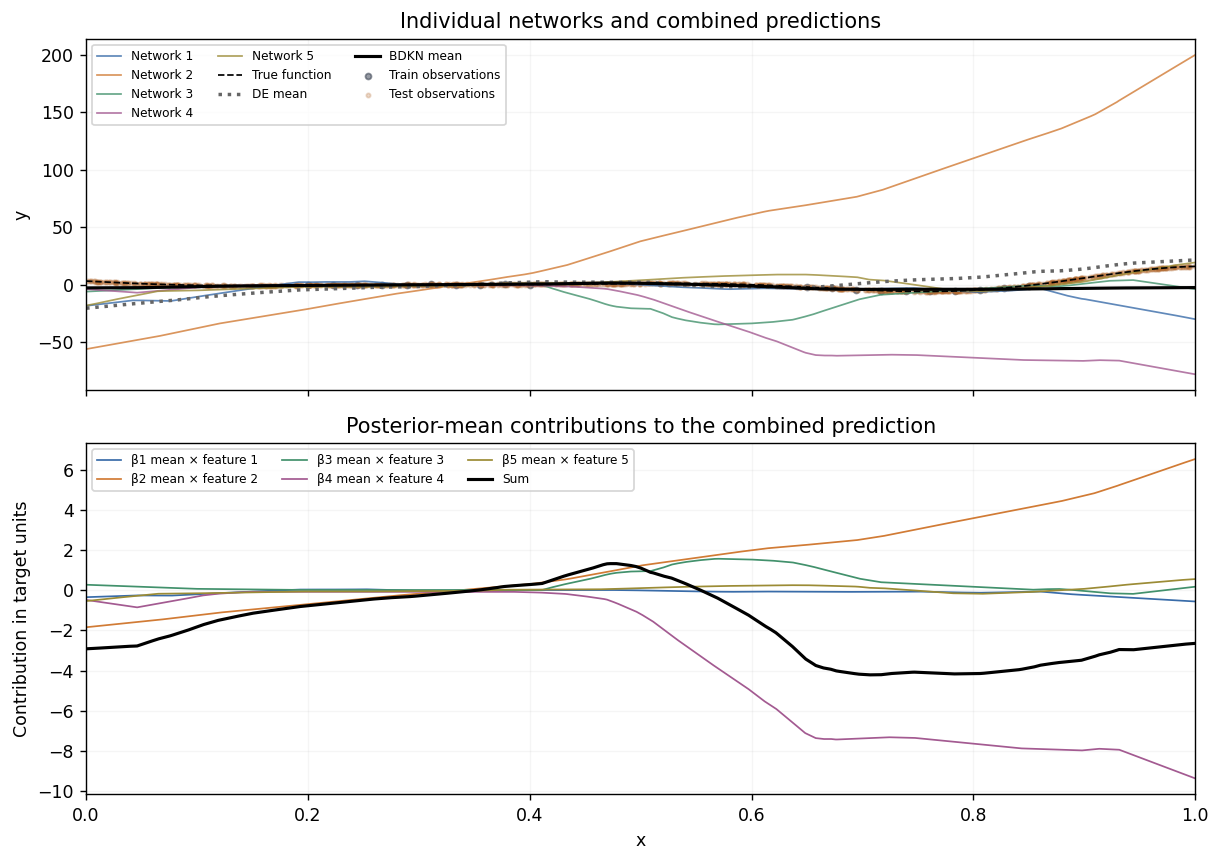 Individual networks and combined predictions
200
150
100
50
0
−50
y
Network 1
Network 2
Network 3
Network 4
Network 5
True function
DE mean
BDKN mean
Train observations
Test observations
Posterior-mean contributions to the combined prediction
6
4
2
0
−2
−4
−6
−8
−10
Contribution in target units
β1 mean × feature 1
β2 mean × feature 2
β3 mean × feature 3
β4 mean × feature 4
β5 mean × feature 5
Sum
0.0 0.2 0.4 0.6 0.8 1.0
x